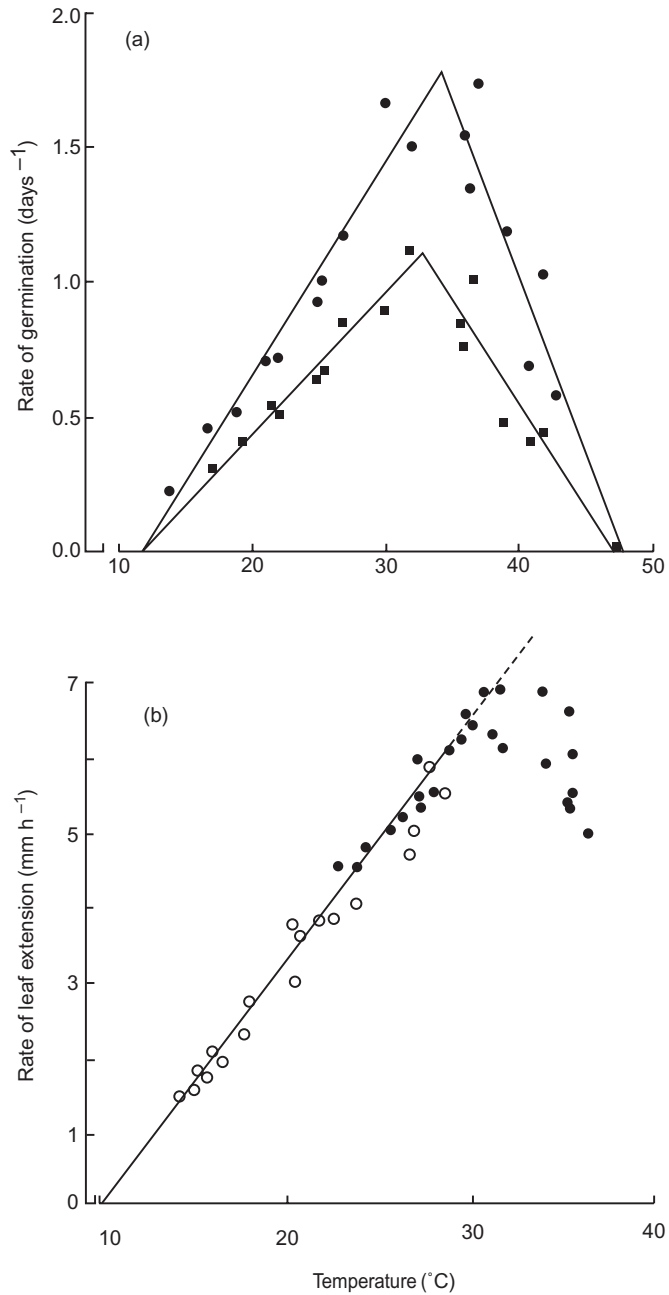 2.0
(a)
1.5
1.0
0.5
0.0
Rate of germination (days −1)
10 20 30 40 50
7
(b)
5
3
1
0
Rate of leaf extension (mm h −1)
10 20 30 40
Temperature (˚C)